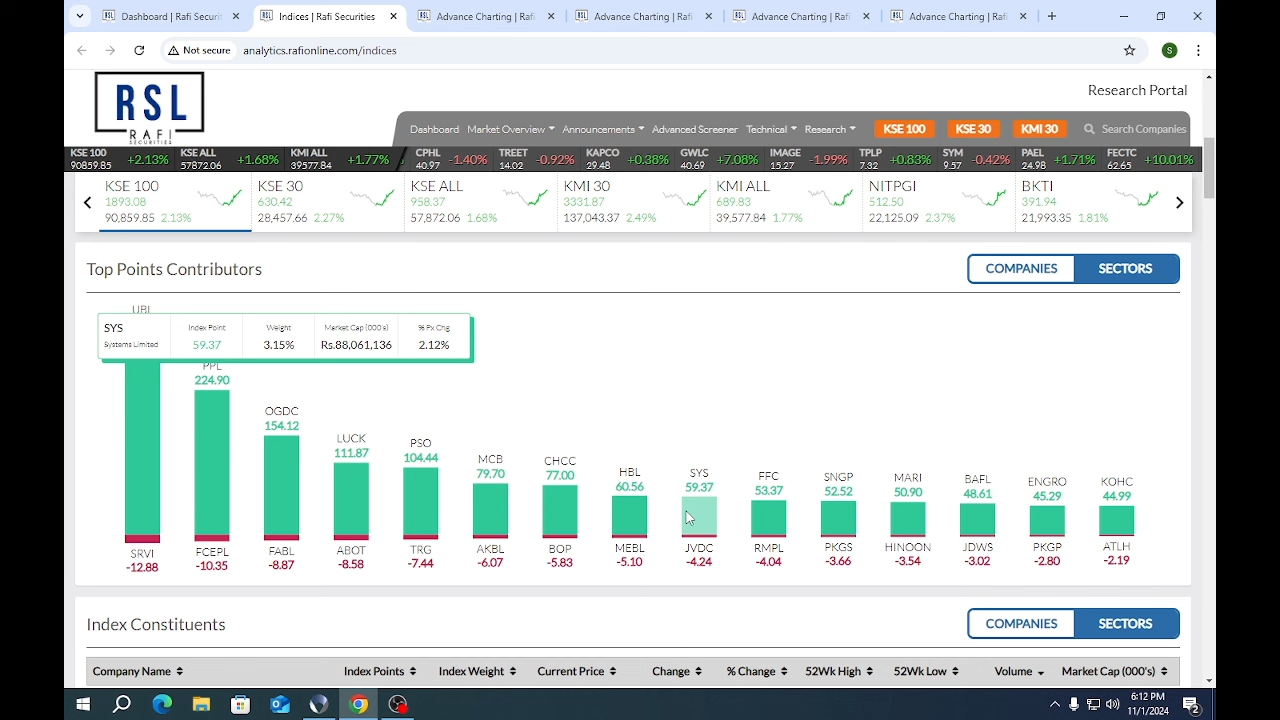 Dashboard | Rafi Securit
Indices | Rafi Securities
Advance Charting | Rafi
Advance Charting | Rafi
Advance Charting | Rafi
Advance Charting | Rafi
Not secure
analytics.rafionline.com/indices
S
RSL
RAFI
SECURITIES
Research Portal
Dashboard Market Overview Announcements Advanced Screener Technical Research KSE 100 KSE 30 KMI 30 Search Companies
KSE 100 90859.85 +2.13%
KSE ALL 57872.06 +1.68%
KMI ALL 39577.84 +1.77%
CPHL 40.97 -1.40%
TREET 14.02 -0.92%
KAPCO 29.48 +0.38%
GWLC 40.69 +7.08%
IMAGE 15.27 -1.99%
TPLP 7.32 +0.83%
SYM 9.57 -0.42%
PAEL 24.98 +1.71%
FECTC 62.65 +10.01%
KSE 100
1893.08
90,859.85 2.13%
KSE 30
630.42
28,457.66 2.27%
KSE ALL
958.37
57,872.06 1.68%
KMI 30
3331.87
137,043.37 2.49%
KMI ALL
689.83
39,577.84 1.77%
NITPGI
512.50
22,125.09 2.37%
BKTI
391.94
21,993.35 1.81%
Top Points Contributors
COMPANIES SECTORS
UBL
SYS Index Point Weight Market Cap (000's) % Px Chg
Systems Limited 59.37 3.15% Rs.88,061,136 2.12%
PPL
224.90
OGDC
154.12
LUCK
111.87
PSO
104.44
MCB
79.70
CHCC
77.00
HBL
60.56
SYS
59.37
FFC
53.37
SNGP
52.52
MARI
50.90
BAFL
48.61
ENGRO
45.29
KOHC
44.99
SRVI
-12.88
FCEPL
-10.35
FABL
-8.87
ABOT
-8.58
TRG
-7.44
AKBL
-6.07
BOP
-5.83
MEBL
-5.10
JVDC
-4.24
RMPL
-4.04
PKGS
-3.66
HINOON
-3.54
JDWS
-3.02
PKGP
-2.80
ATLH
-2.19
Index Constituents
COMPANIES SECTORS
Company Name Index Points Index Weight Current Price Change % Change 52Wk High 52Wk Low Volume Market Cap (000's)
6:12 PM
11/1/2024